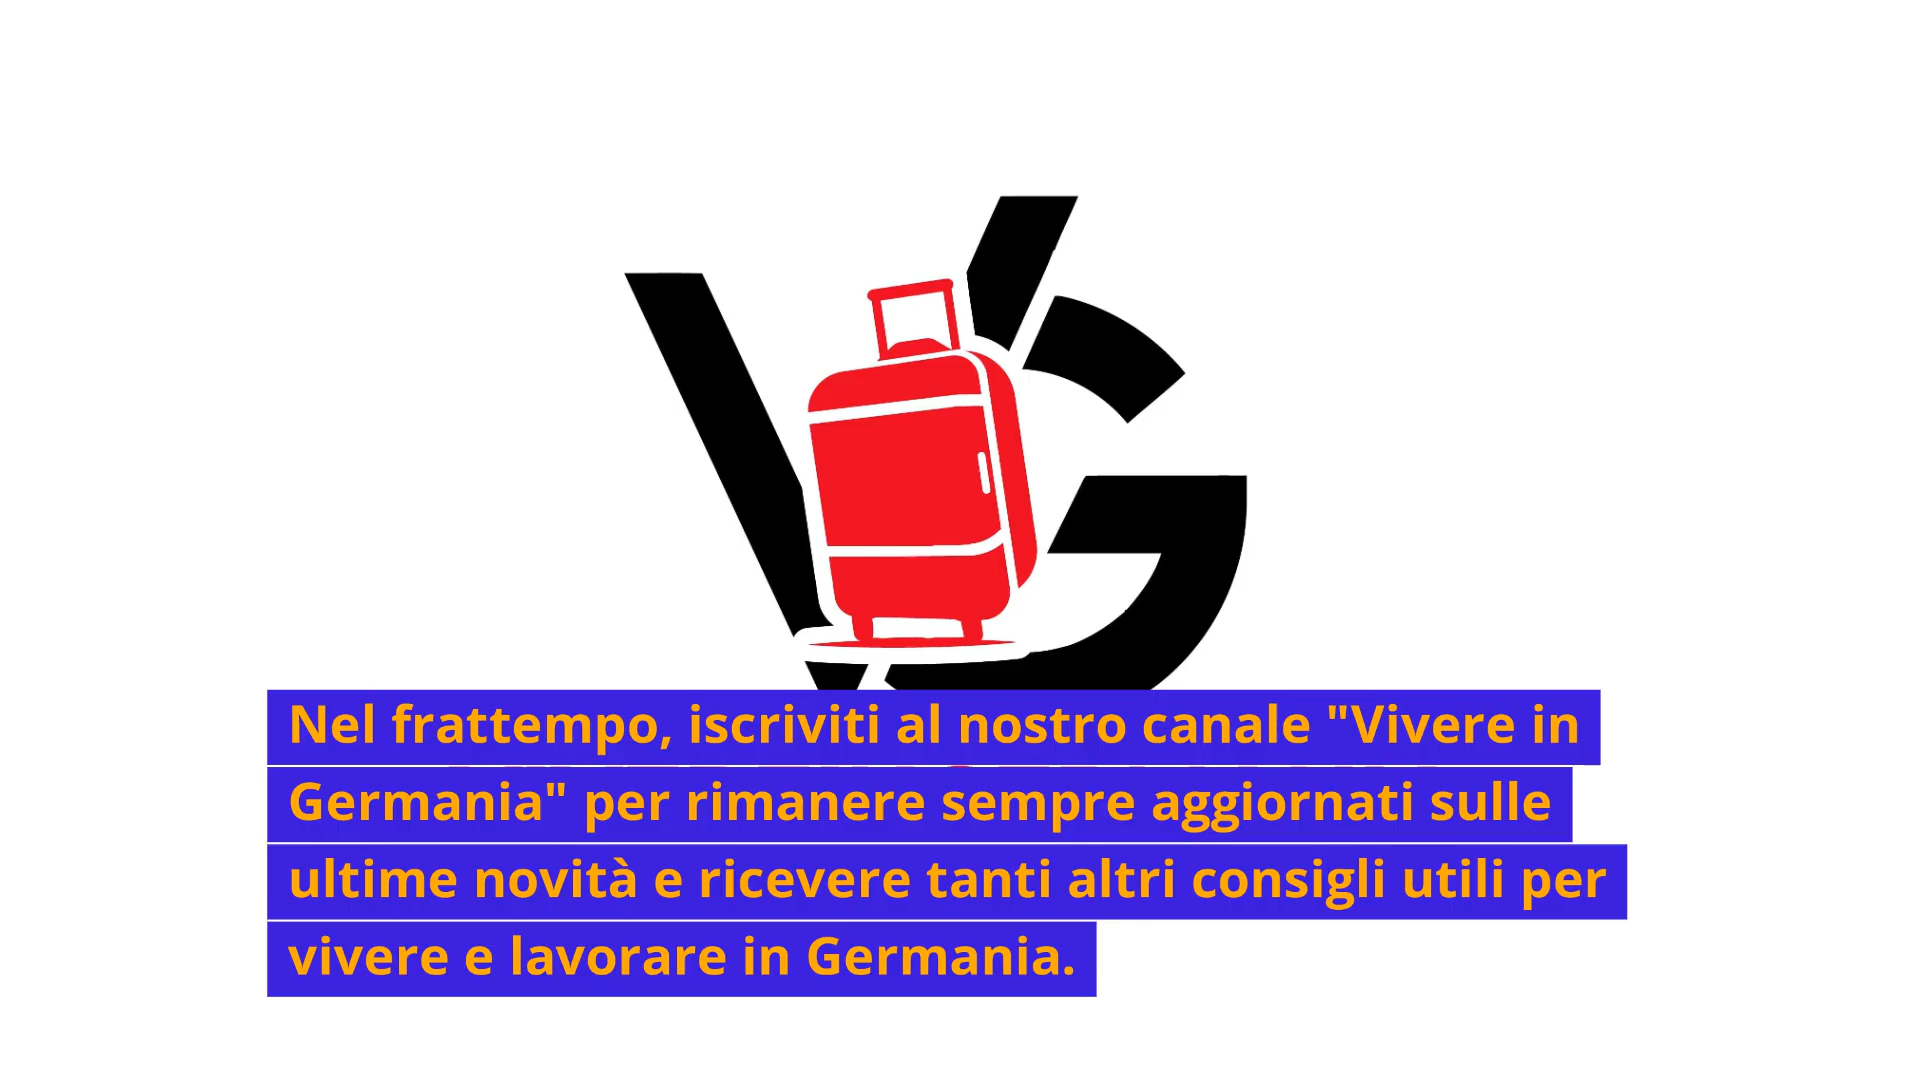 VG
Nel frattempo, iscriviti al nostro canale "Vivere in
Germania" per rimanere sempre aggiornati sulle
ultime novità e ricevere tanti altri consigli utili per
vivere e lavorare in Germania.